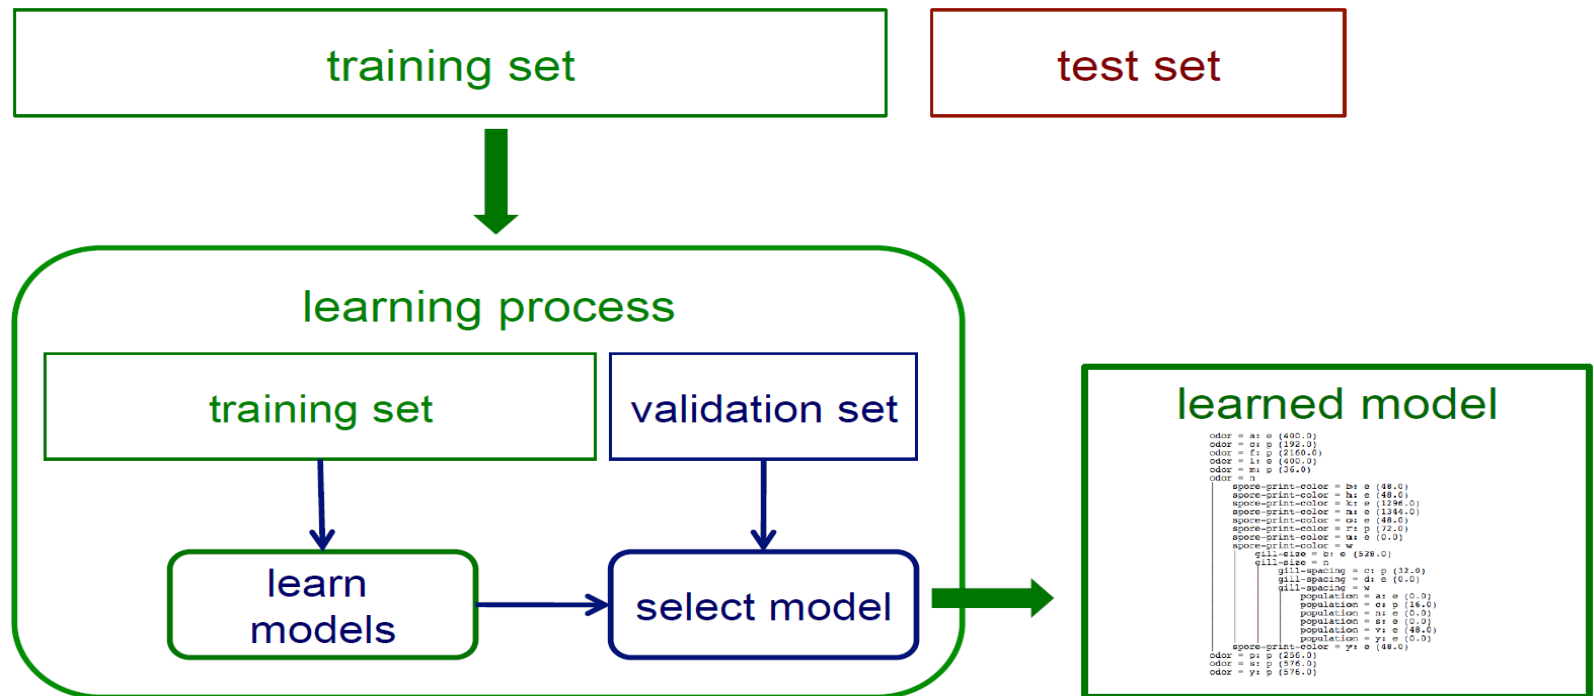 training set
test set
learning process
training set
validation set
learn
models
select model
learned model
odor = a: e (400.0)
odor = c: p (192.0)
odor = f: p (2160.0)
odor = l: e (400.0)
odor = m: p (36.0)
odor = n
spore-print-color = b: e (48.0)
spore-print-color = h: e (48.0)
spore-print-color = k: e (1296.0)
spore-print-color = n: e (1344.0)
spore-print-color = o: e (48.0)
spore-print-color = r: p (72.0)
spore-print-color = u: e (0.0)
spore-print-color = w
gill-size = b: e (528.0)
gill-size = n
gill-spacing = c: p (32.0)
gill-spacing = d: e (0.0)
gill-spacing = w
population = a: e (0.0)
population = c: p (16.0)
population = n: e (0.0)
population = s: e (0.0)
population = v: e (48.0)
population = y: e (0.0)
spore-print-color = y: e (48.0)
odor = p: p (256.0)
odor = s: p (576.0)
odor = y: p (576.0)